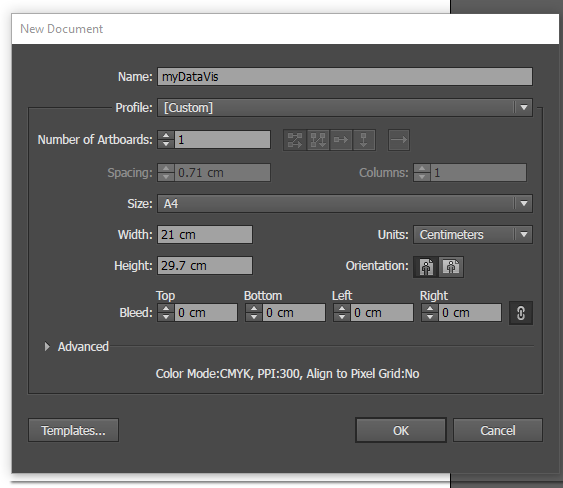 New Document
Name: myDataVis
Profile: [Custom]
Number of Artboards: 1
Spacing: 0.71 cm Columns: 1
Size: A4
Width: 21 cm Units: Centimeters
Height: 29.7 cm Orientation:
Top Bottom Left Right
Bleed: 0 cm 0 cm 0 cm 0 cm
Advanced
Color Mode:CMYK, PPI:300, Align to Pixel Grid:No
Templates... OK Cancel